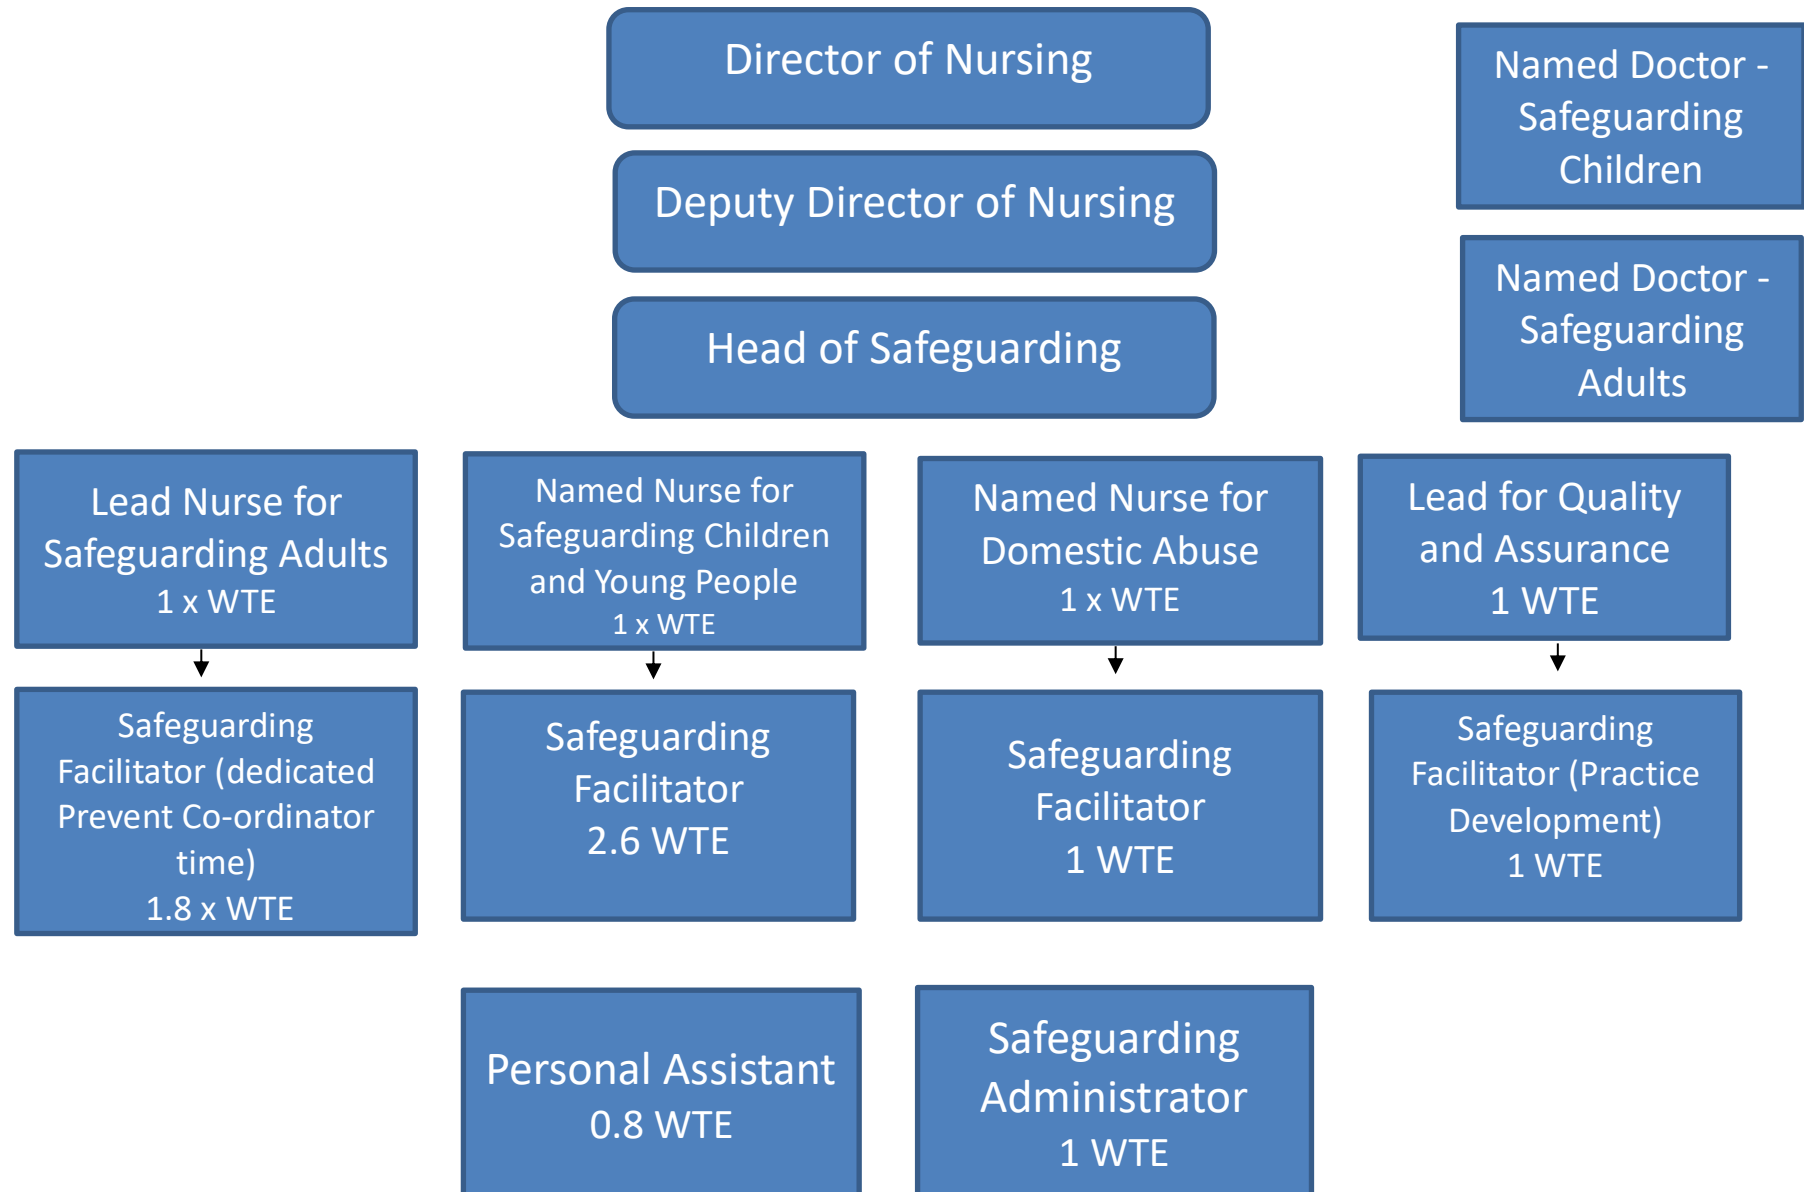 Director of Nursing
Deputy Director of Nursing
Head of Safeguarding
Named Doctor -
Safeguarding
Children
Named Doctor -
Safeguarding
Adults
Lead Nurse for
Safeguarding Adults
1 x WTE
Named Nurse for
Safeguarding Children
and Young People
1 x WTE
Named Nurse for
Domestic Abuse
1 x WTE
Lead for Quality
and Assurance
1 WTE
Safeguarding
Facilitator (dedicated
Prevent Co-ordinator
time)
1.8 x WTE
Safeguarding
Facilitator
2.6 WTE
Safeguarding
Facilitator
1 WTE
Safeguarding
Facilitator (Practice
Development)
1 WTE
Personal Assistant
0.8 WTE
Safeguarding
Administrator
1 WTE